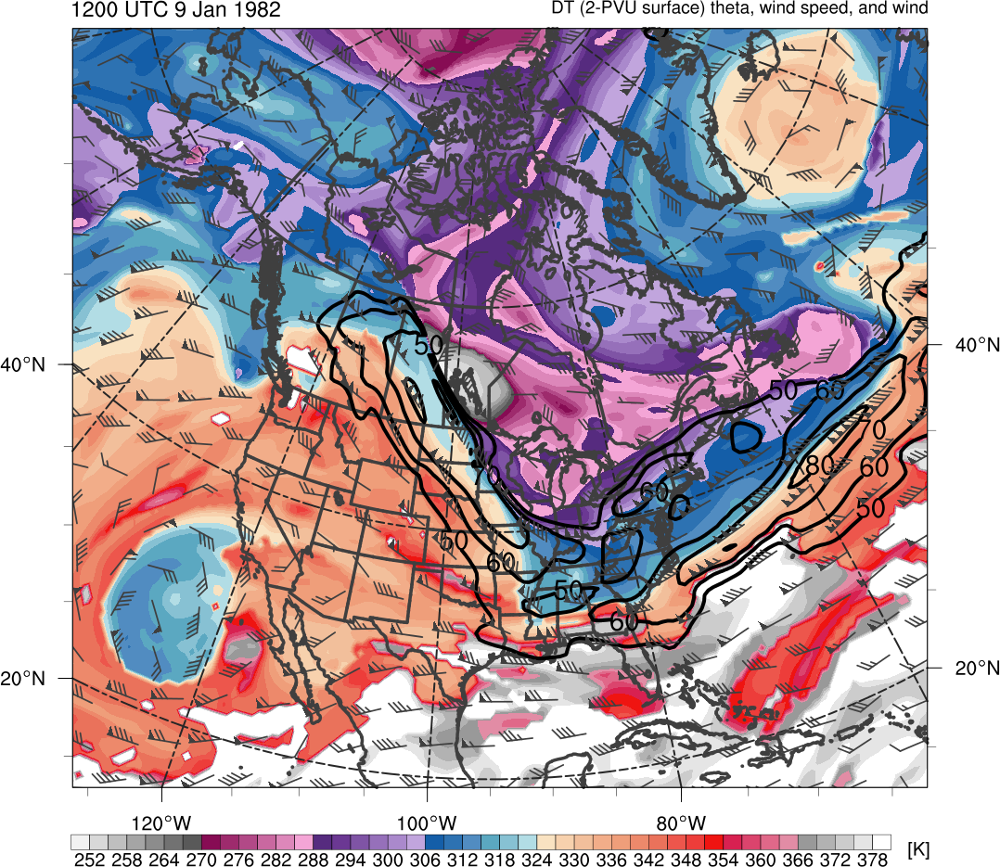 1200 UTC 9 Jan 1982
DT (2-PVU surface) theta, wind speed, and wind
50
40°N
40°N
50
60
70
80
60
70
60
50
50
60
50
60
20°N
20°N
120°W
100°W
80°W
252 258 264 270 276 282 288 294 300 306 312 318 324 330 336 342 348 354 360 366 372 378
[K]